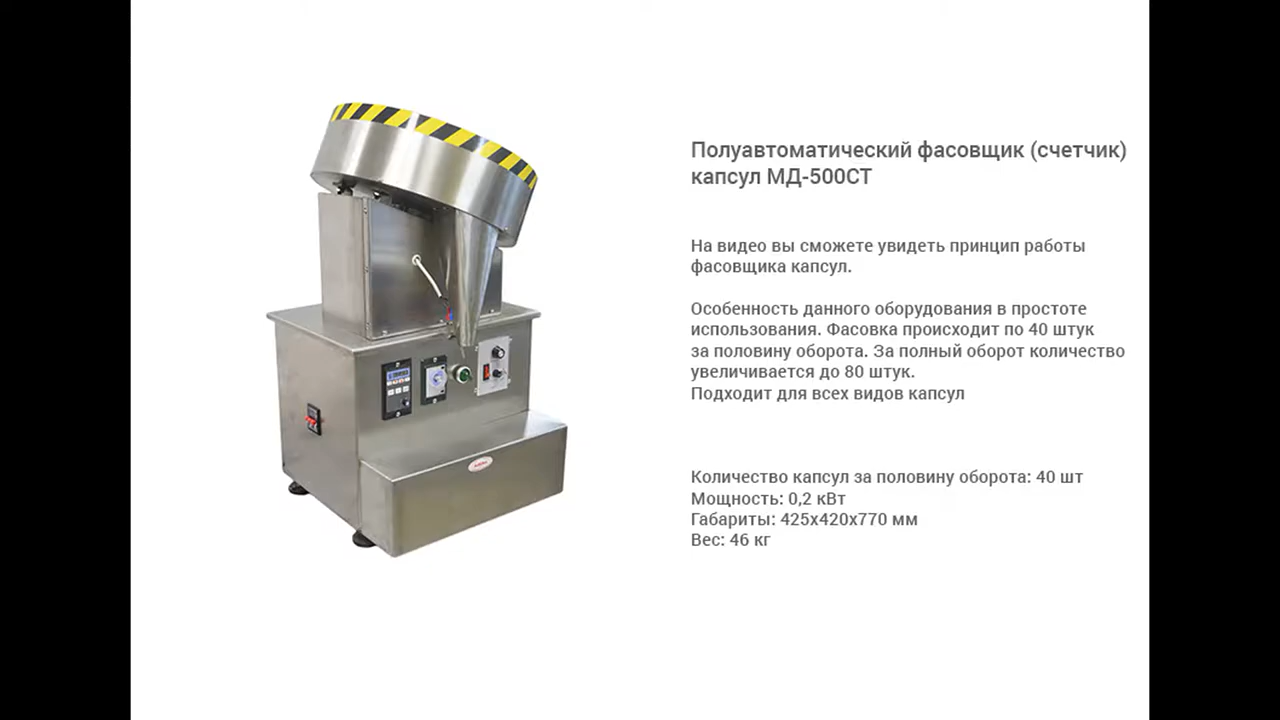 Полуавтоматический фасовщик (счетчик)
капсул МД-500СТ
На видео вы сможете увидеть принцип работы
фасовщика капсул.
Особенность данного оборудования в простоте
использования. Фасовка происходит по 40 штук
за половину оборота. За полный оборот количество
увеличивается до 80 штук.
Подходит для всех видов капсул
Количество капсул за половину оборота: 40 шт
Мощность: 0,2 кВт
Габариты: 425х420х770 мм
Вес: 46 кг